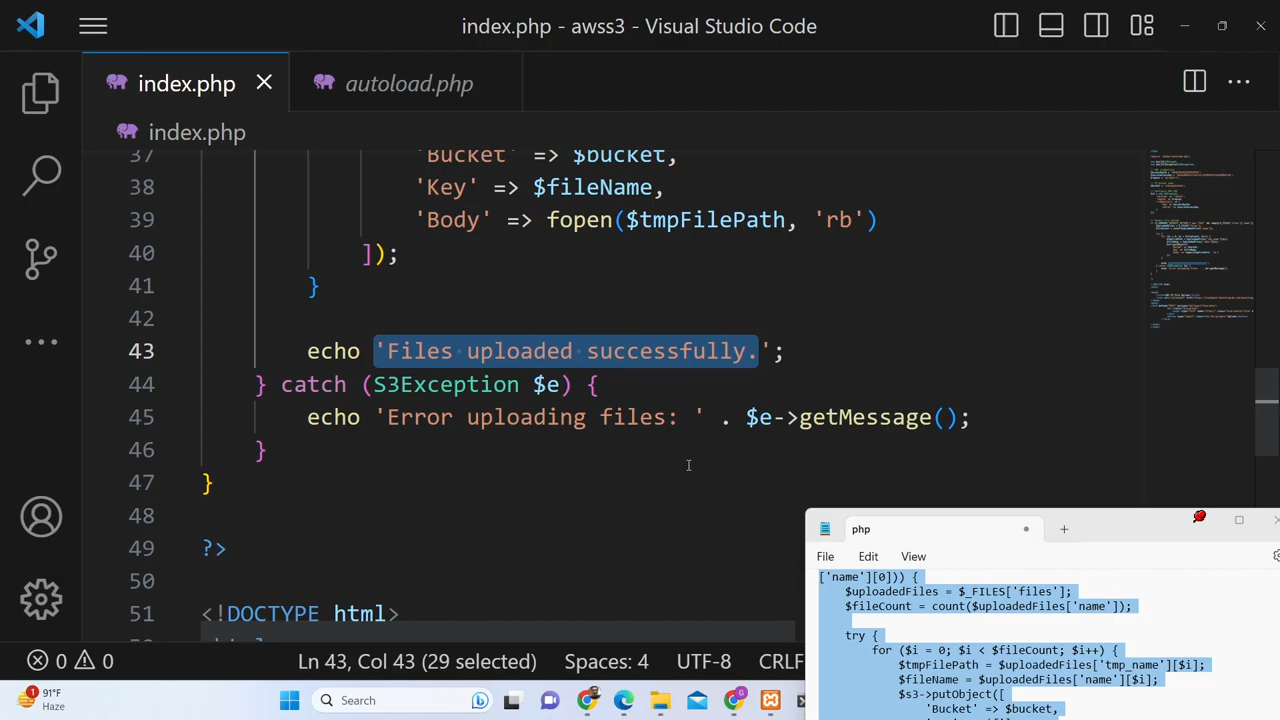 index.php - awss3 - Visual Studio Code
index.php
autoload.php
index.php
37 'Bucket' => $bucket,
38 'Key' => $fileName,
39 'Body' => fopen($tmpFilePath, 'rb')
40 ]);
41 }
42
43 echo 'Files uploaded successfully.';
44 } catch (S3Exception $e) {
45 echo 'Error uploading files: ' . $e->getMessage();
46 }
47 }
48
49 ?>
50
51 <!DOCTYPE html>
php
File Edit View
['name'][0])) {
$uploadedFiles = $_FILES['files'];
$fileCount = count($uploadedFiles['name']);
try {
for ($i = 0; $i < $fileCount; $i++) {
$tmpFilePath = $uploadedFiles['tmp_name'][$i];
$fileName = $uploadedFiles['name'][$i];
$s3->putObject([
'Bucket' => $bucket,
0 0 Ln 43, Col 43 (29 selected) Spaces: 4 UTF-8 CRLF
1
91°F
Haze
Search